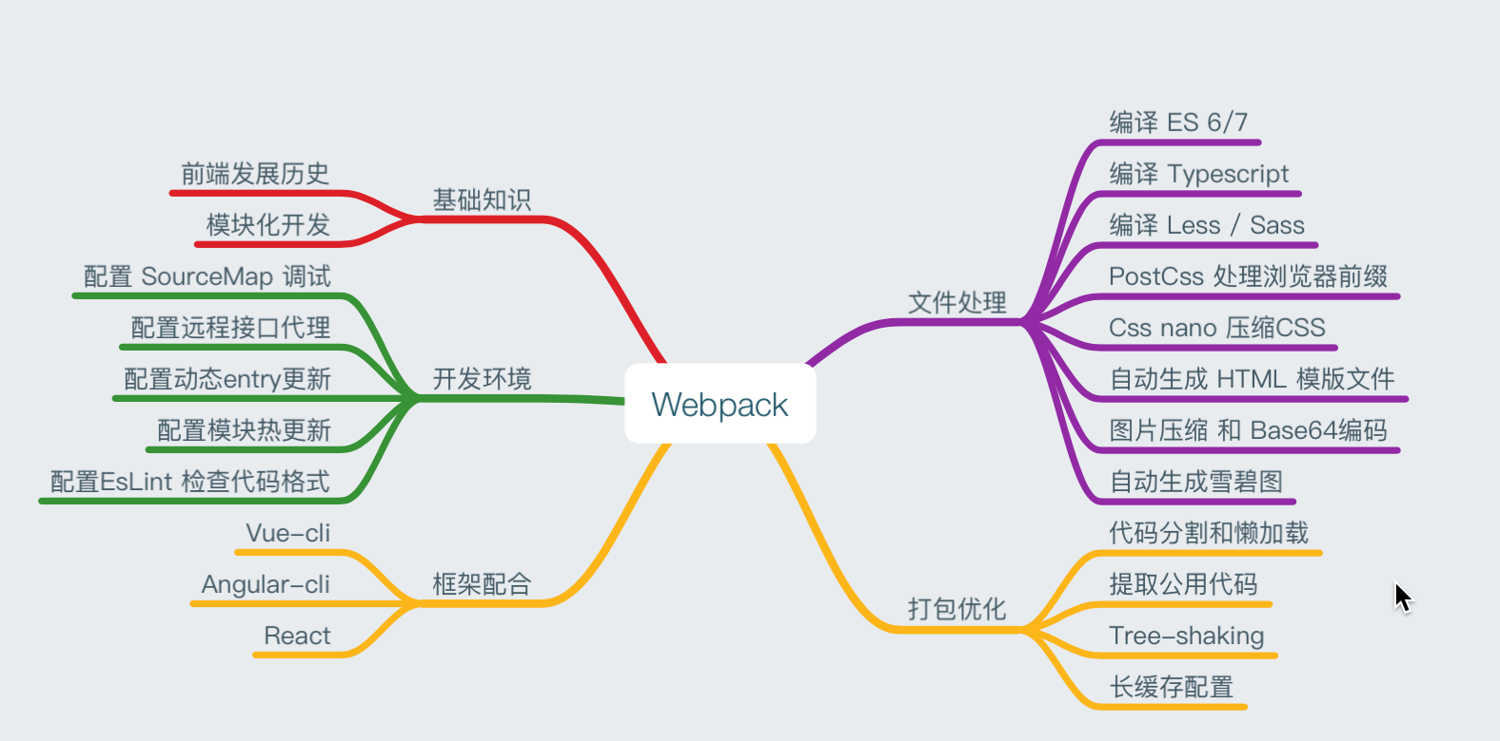 Webpack
基础知识
前端发展历史
模块化开发
开发环境
配置 SourceMap 调试
配置远程接口代理
配置动态entry更新
配置模块热更新
配置EsLint 检查代码格式
框架配合
Vue-cli
Angular-cli
React
文件处理
编译 ES 6/7
编译 Typescript
编译 Less / Sass
PostCss 处理浏览器前缀
Css nano 压缩CSS
自动生成 HTML 模版文件
图片压缩 和 Base64编码
自动生成雪碧图
打包优化
代码分割和懒加载
提取公用代码
Tree-shaking
长缓存配置